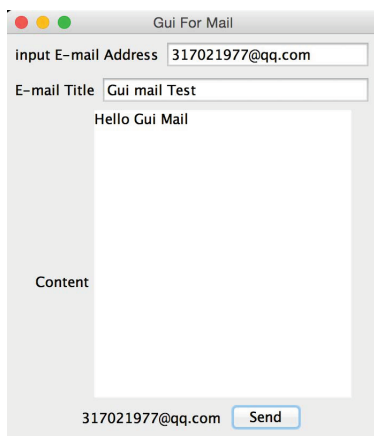 Gui For Mail
input E-mail Address 317021977@qq.com
E-mail Title Gui mail Test
Hello Gui Mail
Content
317021977@qq.com Send